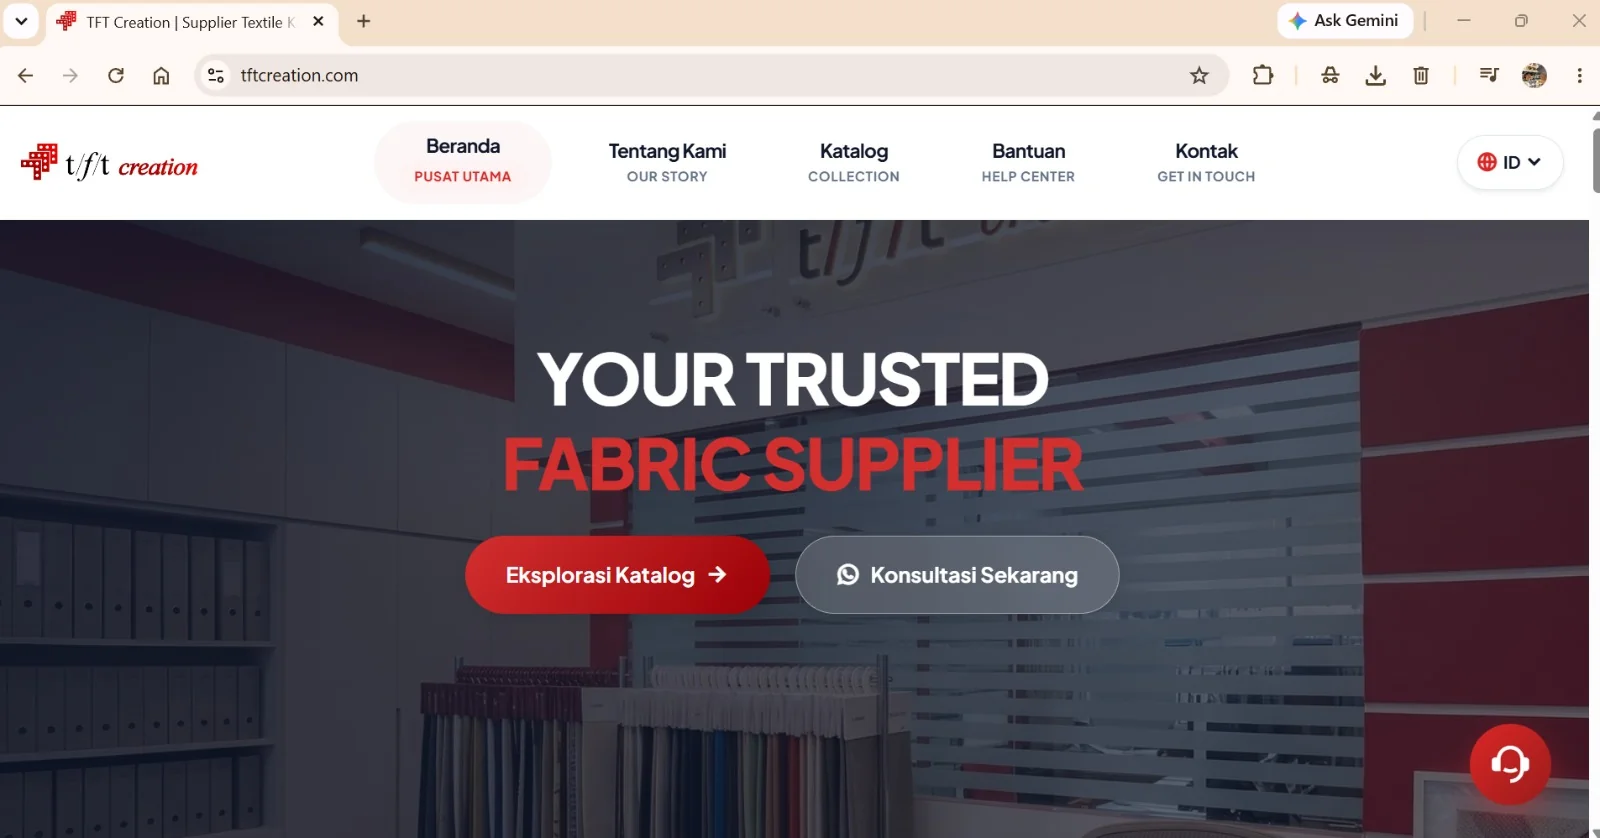 TFT Creation | Supplier Textile K
Ask Gemini
tftcreation.com
t/f/t creation
Beranda
PUSAT UTAMA
Tentang Kami
OUR STORY
Katalog
COLLECTION
Bantuan
HELP CENTER
Kontak
GET IN TOUCH
ID
t/f/t
YOUR TRUSTED
FABRIC SUPPLIER
Eksplorasi Katalog
Konsultasi Sekarang